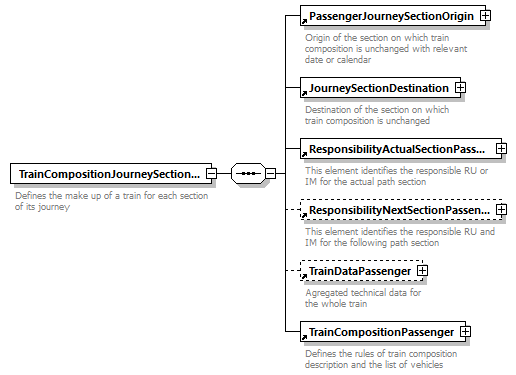 PassengerJourneySectionOrigin
Origin of the section on which train
composition is unchanged with relevant
date or calendar
JourneySectionDestination
Destination of the section on which
train composition is unchanged
ResponsibilityActualSectionPass...
This element identifies the responsible RU or
IM for the actual path section
TrainCompositionJourneySection...
Defines the make up of a train for each section
of its journey
ResponsibilityNextSectionPassen...
This element identifies the responsible RU and
IM for the following path section
TrainDataPassenger
Agregated technical data for
the whole train
TrainCompositionPassenger
Defines the rules of train composition
description and the list of vehicles